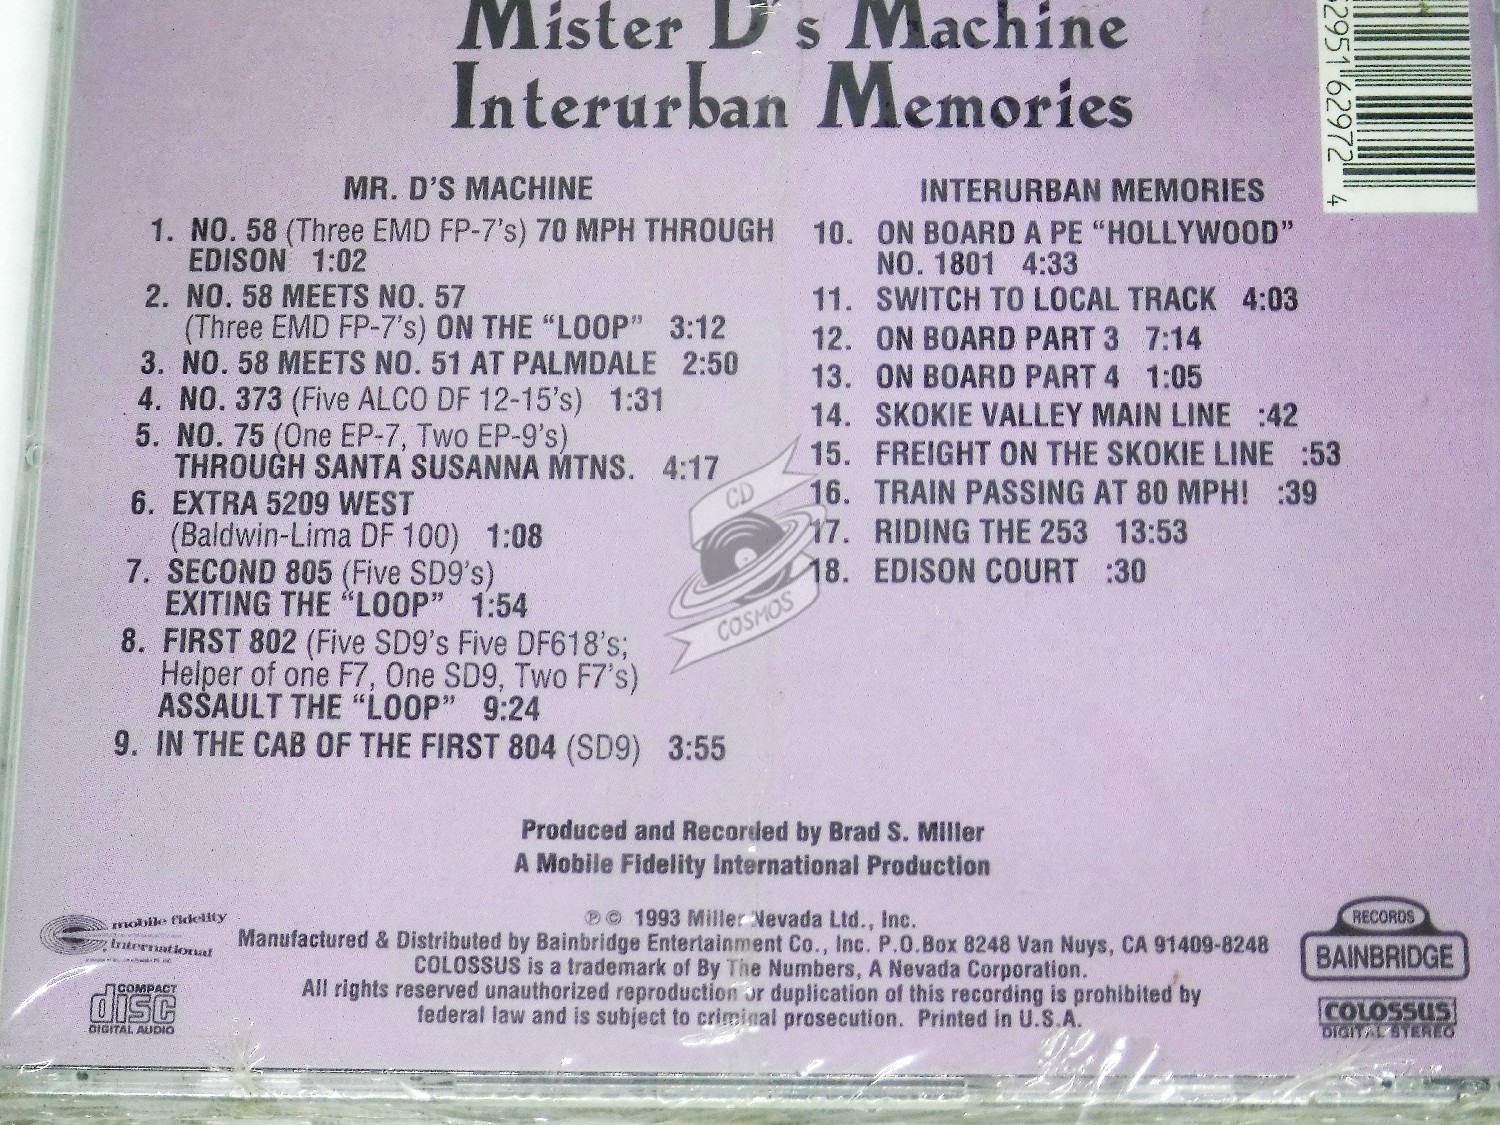 Mister D's Machine
Interurban Memories
MR. D'S MACHINE
1. NO. 58 (Three EMD FP-7's) 70 MPH THROUGH
EDISON 1:02
2. NO. 58 MEETS NO. 57
(Three EMD FP-7's) ON THE "LOOP" 3:12
3. NO. 58 MEETS NO. 51 AT PALMDALE 2:50
4. NO. 373 (Five ALCO DF 12-15's) 1:31
5. NO. 75 (One EP-7, Two EP-9's)
THROUGH SANTA SUSANNA MTNS. 4:17
6. EXTRA 5209 WEST
(Baldwin-Lima DF 100) 1:08
7. SECOND 805 (Five SD9's)
EXITING THE "LOOP" 1:54
8. FIRST 802 (Five SD9's Five DF618's;
Helper of one F7, One SD9, Two F7's)
ASSAULT THE "LOOP" 9:24
9. IN THE CAB OF THE FIRST 804 (SD9) 3:55
INTERURBAN MEMORIES
10. ON BOARD A PE "HOLLYWOOD"
NO. 1801 4:33
11. SWITCH TO LOCAL TRACK 4:03
12. ON BOARD PART 3 7:14
13. ON BOARD PART 4 1:05
14. SKOKIE VALLEY MAIN LINE :42
15. FREIGHT ON THE SKOKIE LINE :53
16. TRAIN PASSING AT 80 MPH! :39
17. RIDING THE 253 13:53
18. EDISON COURT :30
62972 4
CD
COSMOS
Produced and Recorded by Brad S. Miller
A Mobile Fidelity International Production
℗ © 1993 Miller Nevada Ltd., Inc.
Manufactured & Distributed by Bainbridge Entertainment Co., Inc. P.O.Box 8248 Van Nuys, CA 91409-8248
COLOSSUS is a trademark of By The Numbers, A Nevada Corporation.
All rights reserved unauthorized reproduction or duplication of this recording is prohibited by
federal law and is subject to criminal prosecution. Printed in U.S.A.
mobile fidelity
international
COMPACT
disc
DIGITAL AUDIO
RECORDS
BAINBRIDGE
COLOSSUS
DIGITAL STEREO